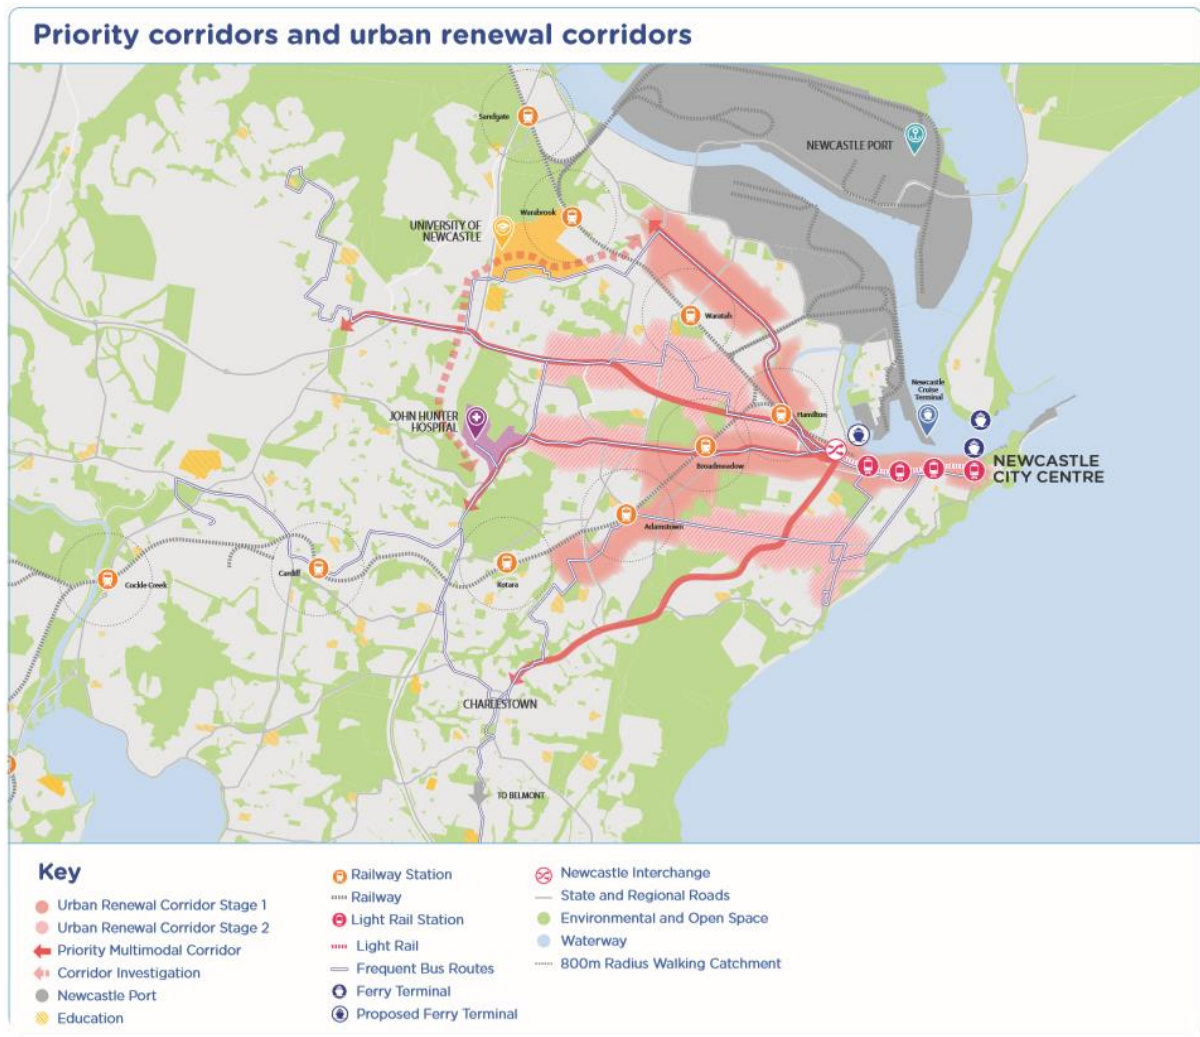 Priority corridors and urban renewal corridors
Sandgate
NEWCASTLE PORT
Warabrook
UNIVERSITY OF
NEWCASTLE
Waratah
Newcastle
Cruise
Terminal
JOHN HUNTER
HOSPITAL
Hamilton
Broadmeadow
NEWCASTLE
CITY CENTRE
Adamstown
Cardiff
Kotara
Cockle Creek
CHARLESTOWN
TO BELMONT
Key
Urban Renewal Corridor Stage 1
Urban Renewal Corridor Stage 2
Priority Multimodal Corridor
Corridor Investigation
Newcastle Port
Education
Railway Station
Railway
Light Rail Station
Light Rail
Frequent Bus Routes
Ferry Terminal
Proposed Ferry Terminal
Newcastle Interchange
State and Regional Roads
Environmental and Open Space
Waterway
800m Radius Walking Catchment